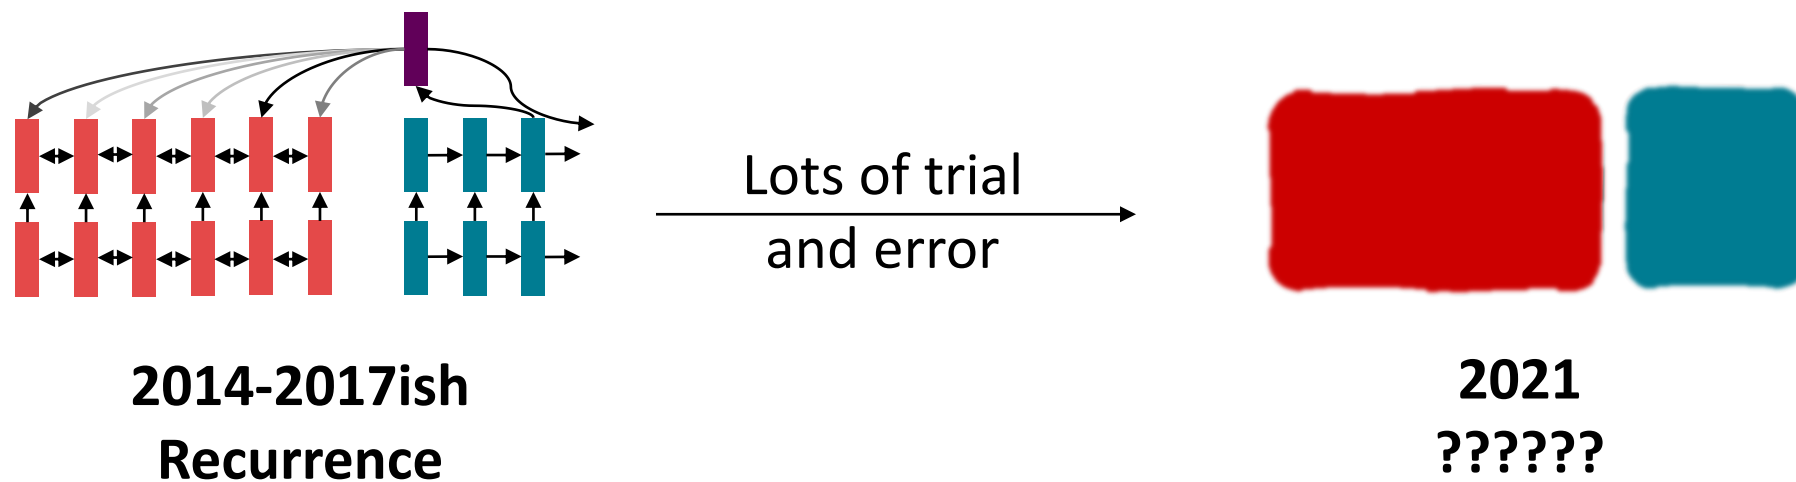 Lots of trial
and error
2014-2017ish
Recurrence
2021
??????